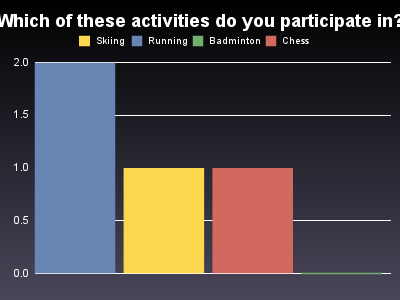 Which of these activities do you participate in?
Skiing Running Badminton Chess
2.0
1.5
1.0
0.5
0.0